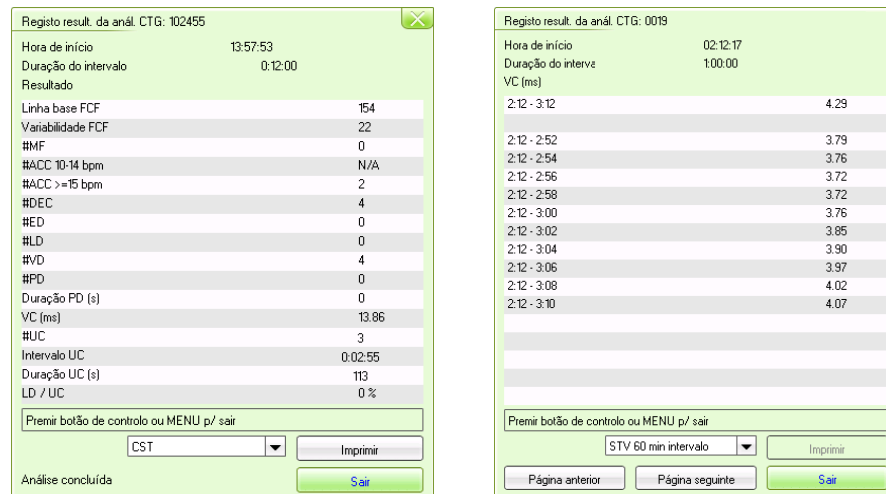 Registo result. da anál. CTG: 102455
Hora de início 13:57:53
Duração do intervalo 0:12:00
Resultado
Linha base FCF 154
Variabilidade FCF 22
#MF 0
#ACC 10-14 bpm N/A
#ACC >=15 bpm 2
#DEC 4
#ED 0
#LD 0
#VD 4
#PD 0
Duração PD (s) 0
VC (ms) 13.86
#UC 3
Intervalo UC 0:02:55
Duração UC (s) 113
LD / UC 0 %
Premir botão de controlo ou MENU p/ sair
CST Imprimir
Análise concluída Sair
Registo result. da anál. CTG: 0019
Hora de início 02:12:17
Duração do interva 1:00:00
VC (ms)
2:12 - 3:12 4.29
2:12 - 2:52 3.79
2:12 - 2:54 3.76
2:12 - 2:56 3.72
2:12 - 2:58 3.72
2:12 - 3:00 3.76
2:12 - 3:02 3.85
2:12 - 3:04 3.90
2:12 - 3:06 3.97
2:12 - 3:08 4.02
2:12 - 3:10 4.07
Premir botão de controlo ou MENU p/ sair
STV 60 min intervalo Imprimir
Página anterior Página seguinte Sair